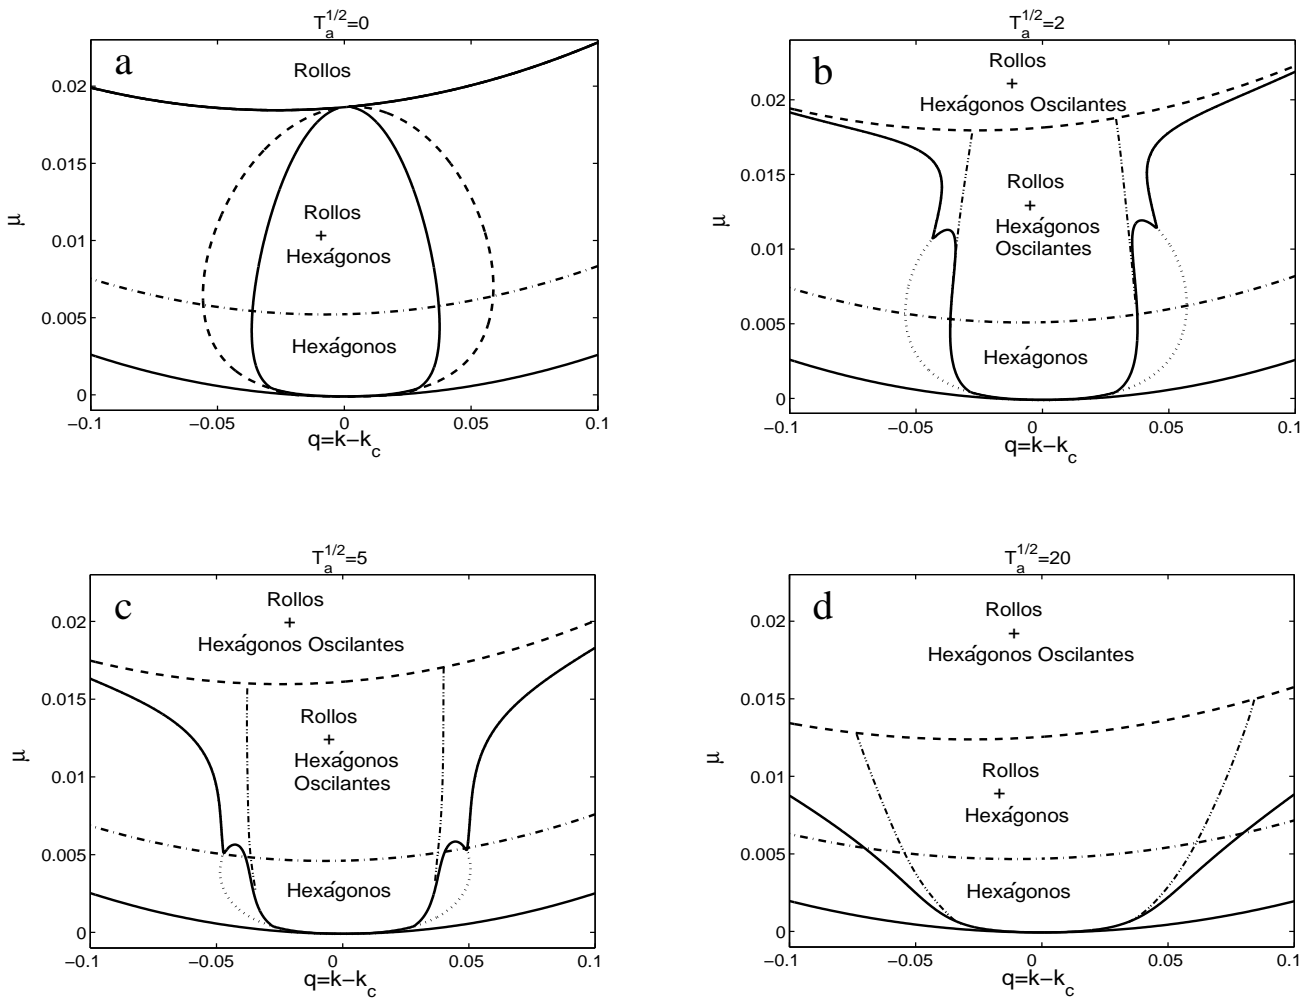 T_a^{1/2}=0
a
Rollos
0.02
0.015
Rollos
+
Hexágonos
μ
0.01
0.005
Hexágonos
0
−0.1 −0.05 0 0.05 0.1
q=k−k_c
T_a^{1/2}=2
b
Rollos
+
Hexágonos Oscilantes
0.02
0.015
Rollos
+
Hexágonos
Oscilantes
μ
0.01
0.005
Hexágonos
0
−0.1 −0.05 0 0.05 0.1
q=k−k_c
T_a^{1/2}=5
c
Rollos
+
Hexágonos Oscilantes
0.02
0.015
Rollos
+
Hexágonos
Oscilantes
μ
0.01
0.005
Hexágonos
0
−0.1 −0.05 0 0.05 0.1
q=k−k_c
T_a^{1/2}=20
d
Rollos
+
Hexágonos Oscilantes
0.02
0.015
μ
0.01
Rollos
+
Hexágonos
0.005
Hexágonos
0
−0.1 −0.05 0 0.05 0.1
q=k−k_c